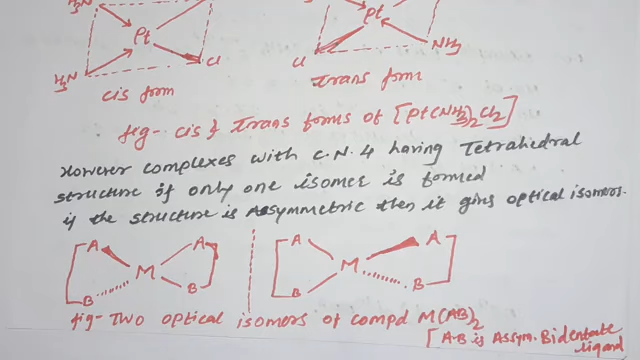 H3N
Pt
H3N
Cl
cis form
Pt
Cl
NH3
Trans form
fig- cis & Trans forms of [Pt(NH3)2Cl2]
However complexes with C.N. 4 having Tetrahedral
structure if only one isomer is formed
if the structure is Assymmetric then it gives optical isomers.
A A A A
M M
B B B B
fig- Two optical isomers of compd M(AB)2
[A-B is Assym. Bidentate
ligand